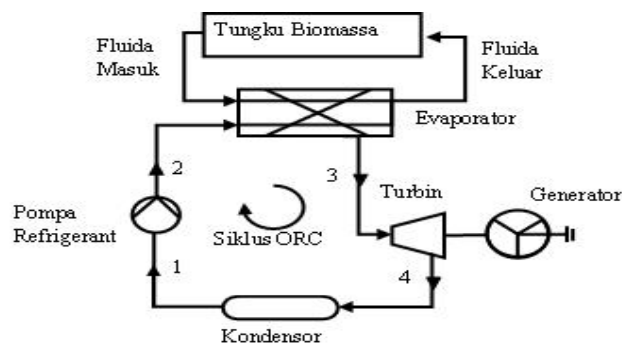 Tungku Biomassa
Fluida
Masuk
Fluida
Keluar
Evaporator
2
3
Turbin
Generator
Pompa
Refrigerant
Siklus ORC
1
4
Kondensor